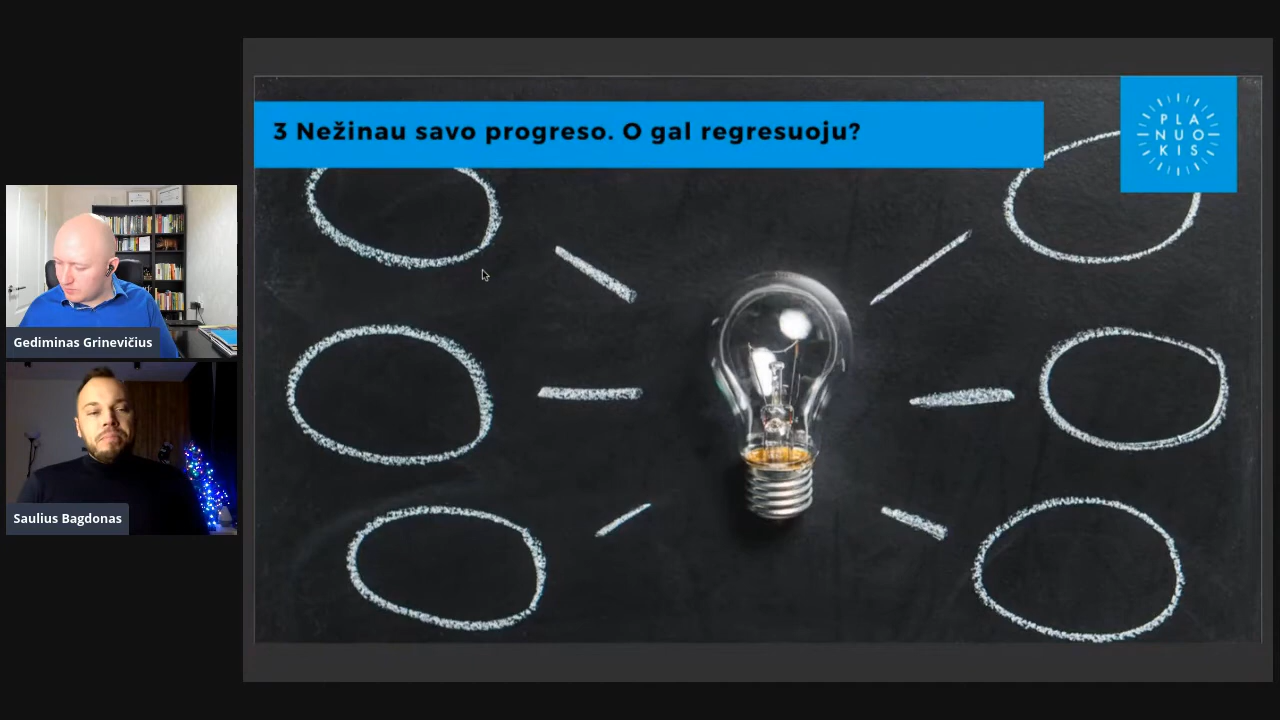 3 Nežinau savo progreso. O gal regresuoju?
PLA
NUO
KIS
Gediminas Grinevičius
Saulius Bagdonas